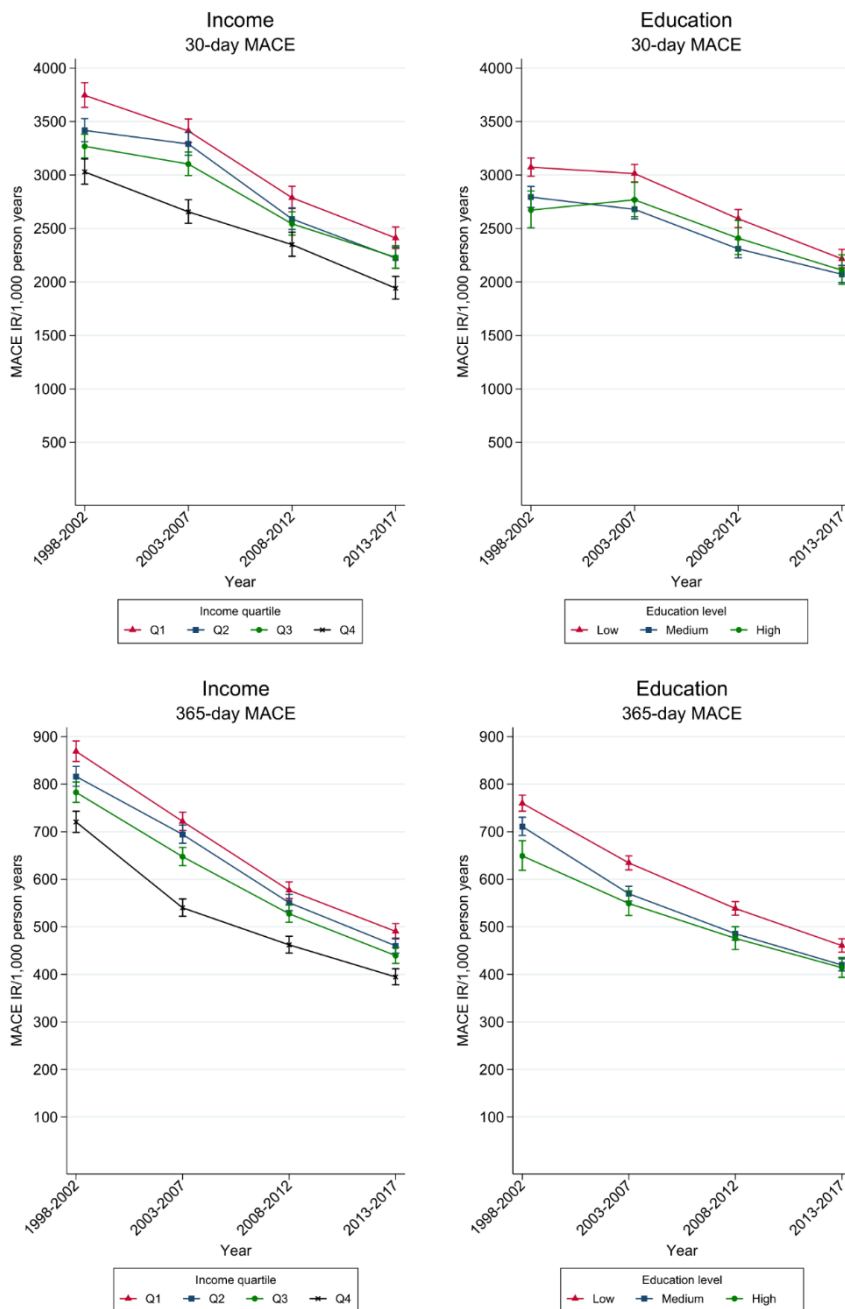 Income
30-day MACE
4000
3500
3000
2500
2000
1500
1000
500
MACE IR/1,000 person years
1998-2002
2003-2007
2008-2012
2013-2017
Year
Income quartile
Q1 Q2 Q3 Q4
Education
30-day MACE
4000
3500
3000
2500
2000
1500
1000
500
MACE IR/1,000 person years
1998-2002
2003-2007
2008-2012
2013-2017
Year
Education level
Low Medium High
Income
365-day MACE
900
800
700
600
500
400
300
200
100
MACE IR/1,000 person years
1998-2002
2003-2007
2008-2012
2013-2017
Year
Income quartile
Q1 Q2 Q3 Q4
Education
365-day MACE
900
800
700
600
500
400
300
200
100
MACE IR/1,000 person years
1998-2002
2003-2007
2008-2012
2013-2017
Year
Education level
Low Medium High